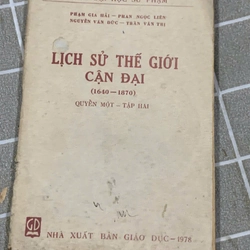 PHẠM GIA HẢI — PHAN NGỌC LIÊN
NGUYỄN VĂN ĐỨC — TRẦN VĂN TRỊ
LỊCH SỬ THẾ GIỚI
CẬN ĐẠI
(1640—1870)
QUYỂN MỘT - TẬP HAI
GD
NHÀ XUẤT BẢN GIÁO DỤC—1978